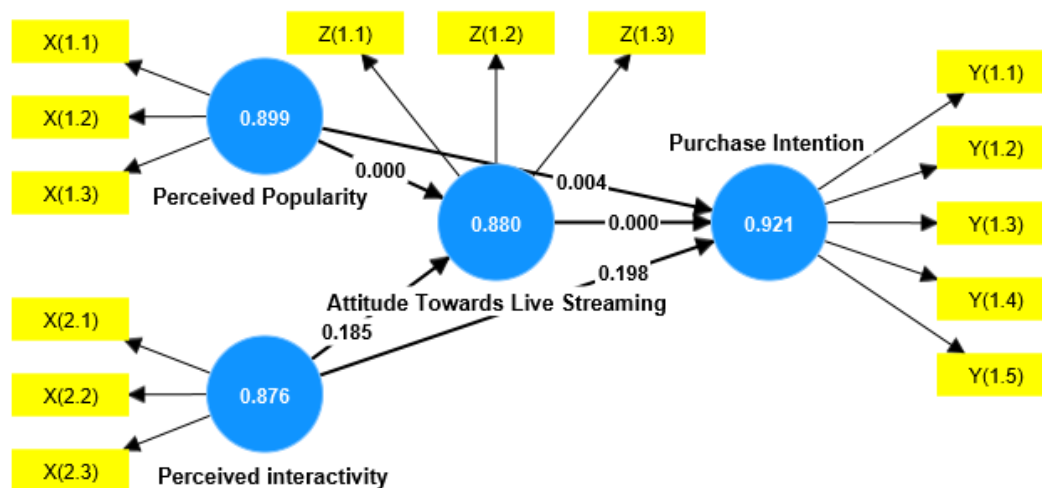 X(1.1)
X(1.2)
X(1.3)
Z(1.1)
Z(1.2)
Z(1.3)
0.899
Perceived Popularity
0.000
0.004
0.880
0.000
Attitude Towards Live Streaming
0.185
0.198
Purchase Intention
0.921
Y(1.1)
Y(1.2)
Y(1.3)
Y(1.4)
Y(1.5)
X(2.1)
X(2.2)
X(2.3)
0.876
Perceived interactivity